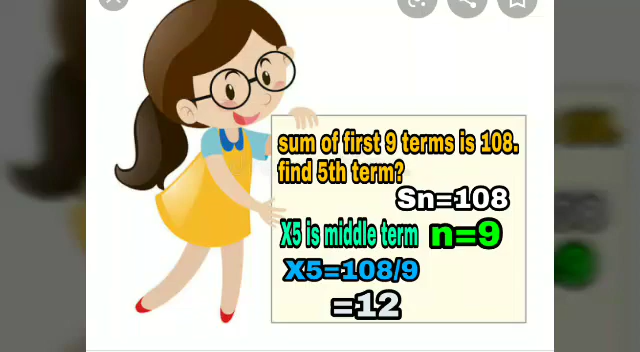 sum of first 9 terms is 108.
find 5th term?
Sn=108
X5 is middle term n=9
X5=108/9
=12